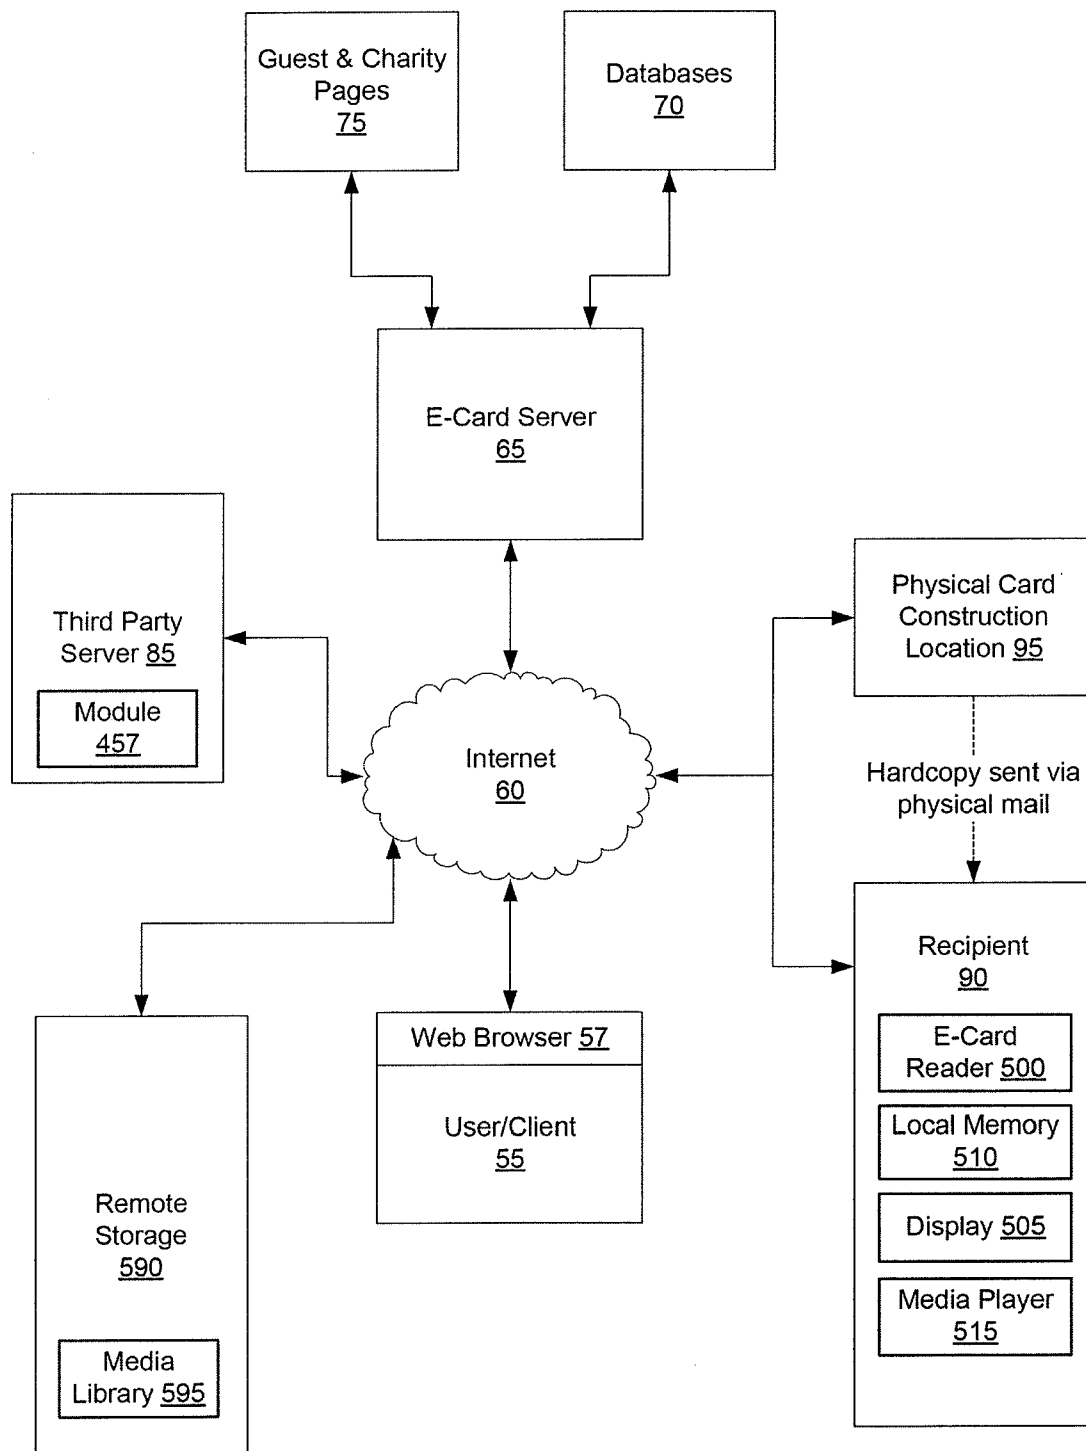 Guest & Charity
Pages
75
Databases
70
E-Card Server
65
Third Party
Server 85
Module
457
Internet
60
Physical Card
Construction
Location 95
Hardcopy sent via
physical mail
Recipient
90
E-Card
Reader 500
Local Memory
510
Display 505
Media Player
515
Web Browser 57
User/Client
55
Remote
Storage
590
Media
Library 595